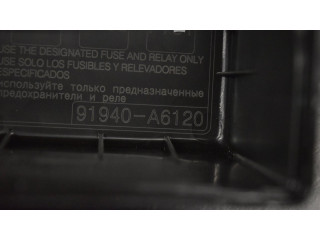 USE THE DESIGNATED FUSE AND RELAY ONLY
USE SOLO LOS FUSIBLES Y RELEVADORES
ESPECIFICADOS
используйте только предназначенные
предохранители и реле
91940-A6120